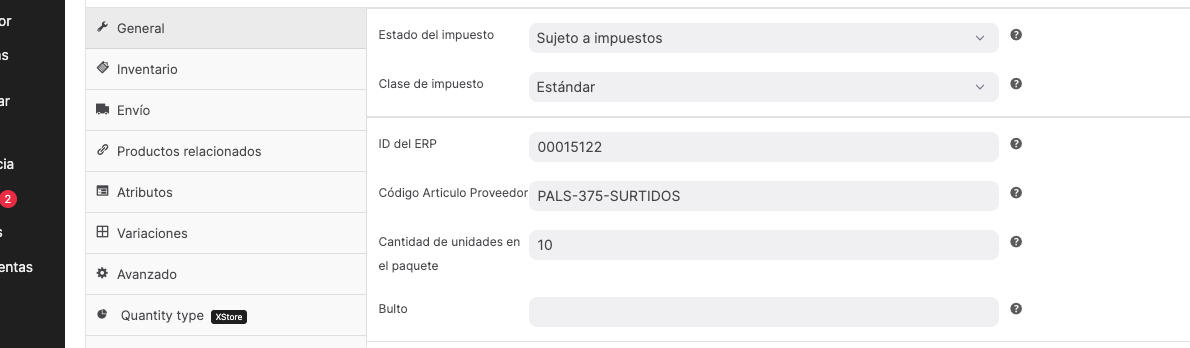 or
as
ar
cia
2
s
entas
General
Inventario
Envío
Productos relacionados
Atributos
Variaciones
Avanzado
Quantity type XStore
Estado del impuesto Sujeto a impuestos
Clase de impuesto Estándar
ID del ERP 00015122
Código Articulo Proveedor PALS-375-SURTIDOS
Cantidad de unidades en el paquete 10
Bulto